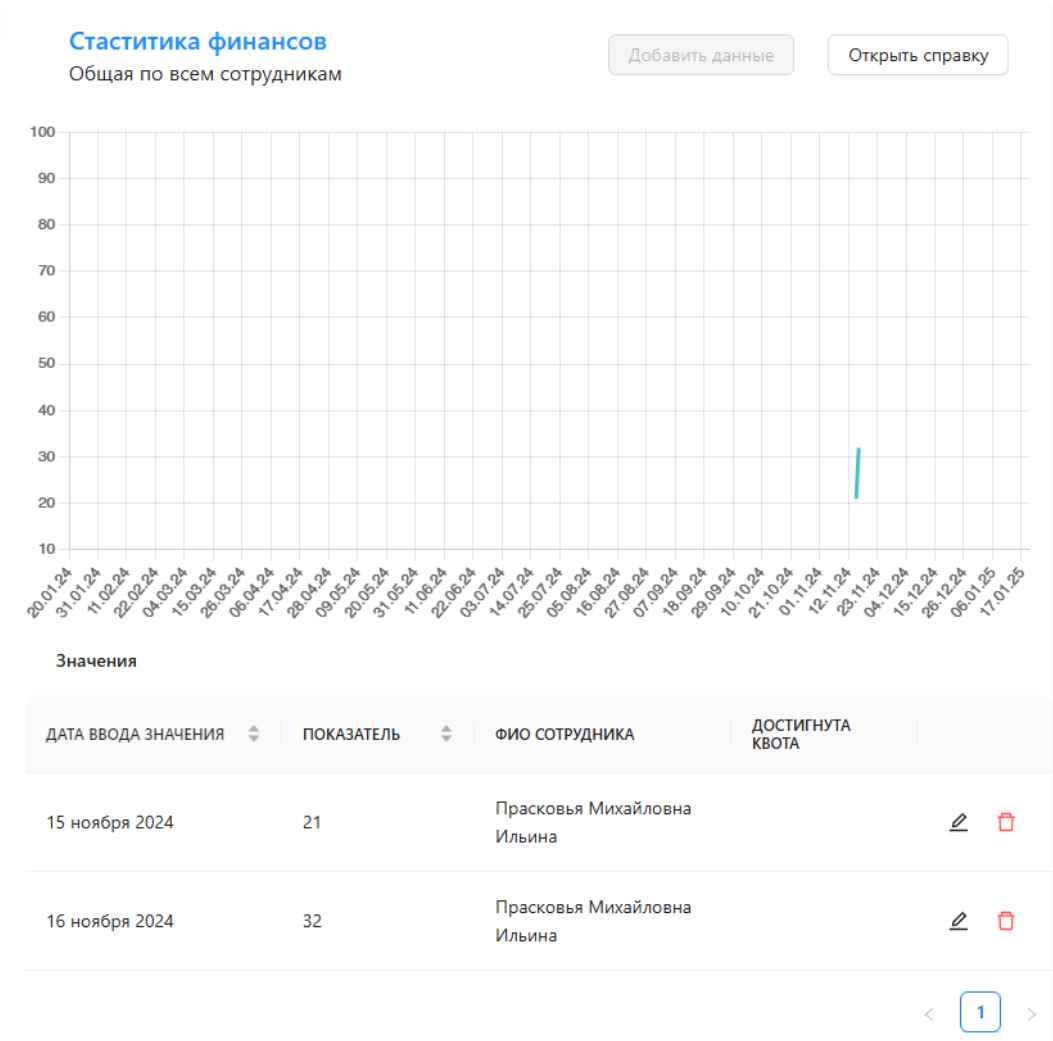 Стаститика финансов
Общая по всем сотрудникам
Добавить данные
Открыть справку
100
90
80
70
60
50
40
30
20
10
20.01.24
31.01.24
11.02.24
22.02.24
04.03.24
15.03.24
26.03.24
06.04.24
17.04.24
28.04.24
09.05.24
20.05.24
31.05.24
11.06.24
22.06.24
03.07.24
14.07.24
25.07.24
05.08.24
16.08.24
27.08.24
07.09.24
18.09.24
29.09.24
10.10.24
21.10.24
01.11.24
12.11.24
23.11.24
04.12.24
15.12.24
26.12.24
06.01.25
17.01.25
Значения
ДАТА ВВОДА ЗНАЧЕНИЯ
ПОКАЗАТЕЛЬ
ФИО СОТРУДНИКА
ДОСТИГНУТА
КВОТА
15 ноября 2024
21
Прасковья Михайловна
Ильина
16 ноября 2024
32
Прасковья Михайловна
Ильина
< 1 >